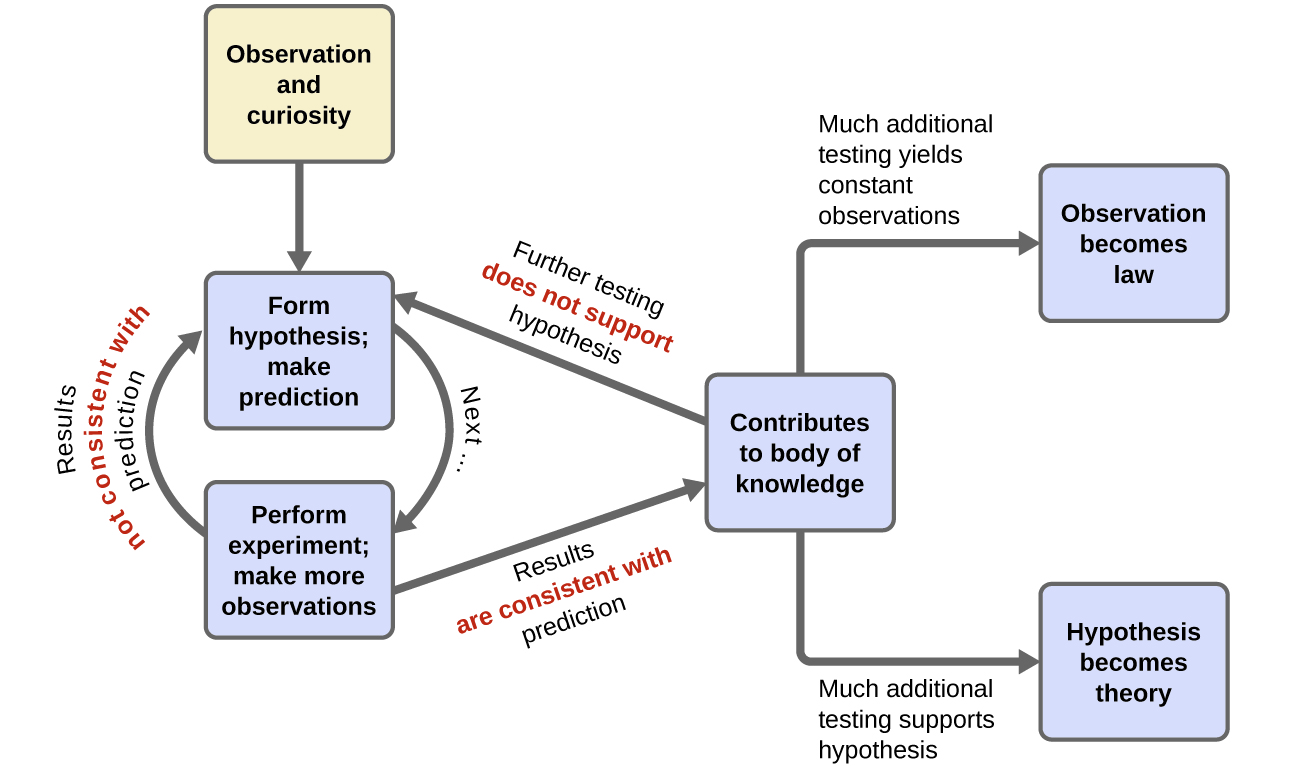 Observation
and
curiosity
Much additional
testing yields
constant
observations
Observation
becomes
law
Further testing
does not support
hypothesis
Form
hypothesis;
make
prediction
Results
not consistent with
prediction
Next ...
Contributes
to body of
knowledge
Perform
experiment;
make more
observations
Results
are consistent with
prediction
Hypothesis
becomes
theory
Much additional
testing supports
hypothesis